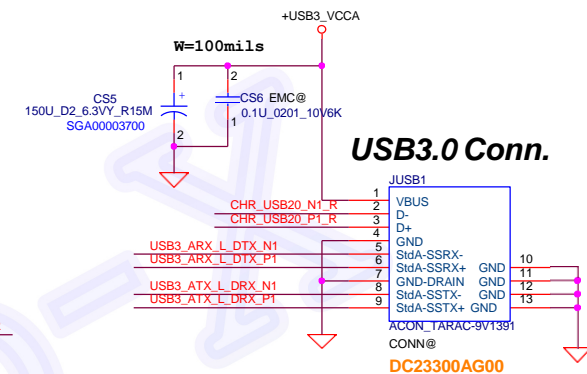 +USB3_VCCA
W=100mils
1
+
2
CS5
150U_D2_6.3VY_R15M
SGA00003700
2
CS6 EMC@
0.1U_0201_10V6K
1
USB3.0 Conn.
JUSB1
1 VBUS
CHR_USB20_N1_R 2 D-
CHR_USB20_P1_R 3 D+
4 GND
USB3_ARX_L_DTX_N1 5 StdA-SSRX-
USB3_ARX_L_DTX_P1 6 StdA-SSRX+ GND 10
7 GND-DRAIN GND 11
USB3_ATX_L_DRX_N1 8 StdA-SSTX- GND 12
USB3_ATX_L_DRX_P1 9 StdA-SSTX+ GND 13
ACON_TARAC-9V1391
CONN@
DC23300AG00